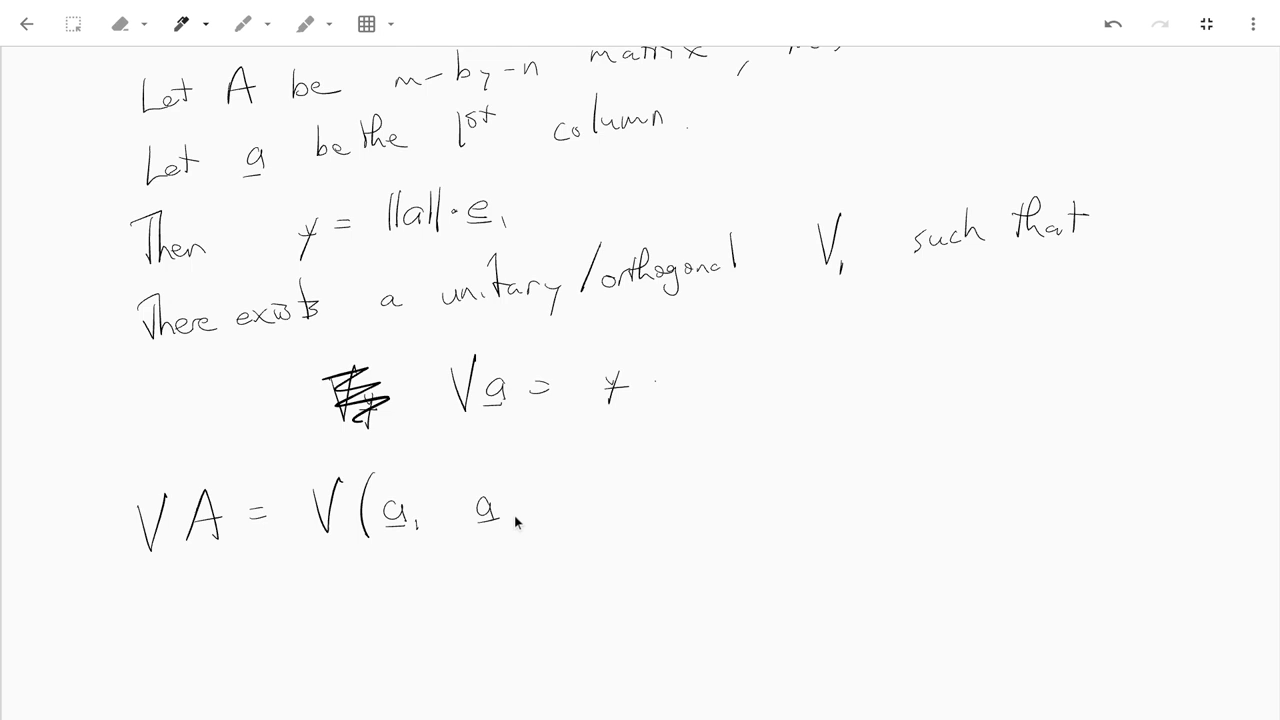 Let A be m-by-n matrix,
Let a be the 1st column.
Then y = ||a||·e₁
There exists a unitary/orthogonal V₁ such that
Va = y.
VA = V(a₁ a